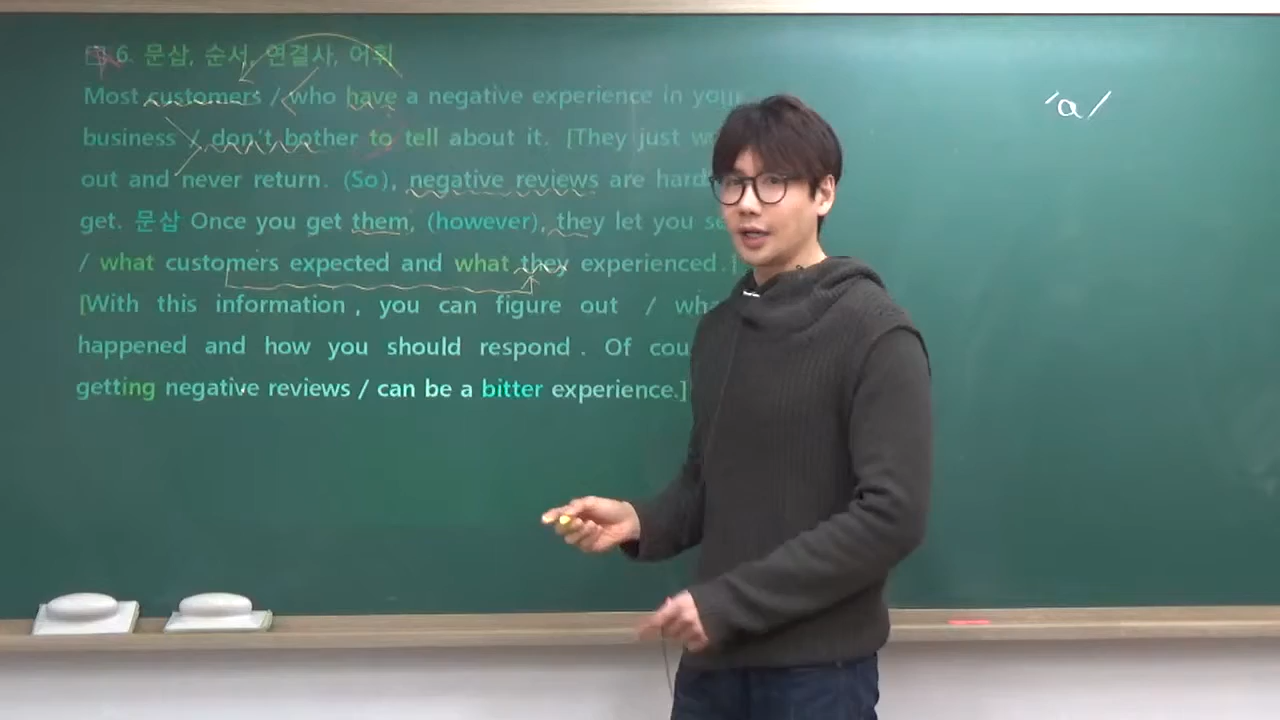 6. 문삽, 순서, 연결사, 어휘
Most customers / who have a negative experience in your
business / don't bother to tell about it. [They just
out and never return. (So), negative reviews are
get. 문삽 Once you get them, (however), they let you
/ what customers expected and what they experienced.]
[With this information, you can figure out /
happened and how you should respond. Of
getting negative reviews / can be a bitter experience.]
/a/